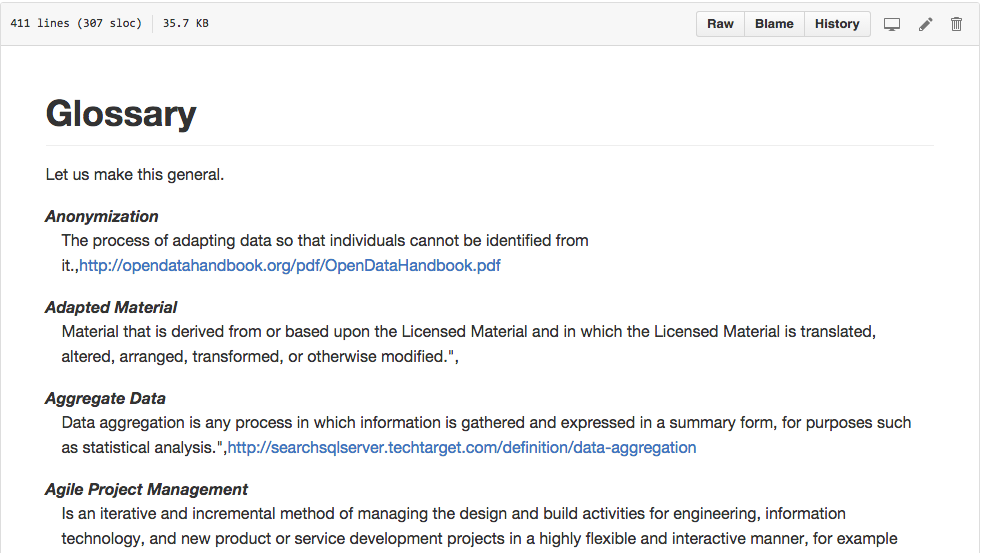 411 lines (307 sloc) 35.7 KB Raw Blame History
Glossary
Let us make this general.
Anonymization
The process of adapting data so that individuals cannot be identified from
it.,http://opendatahandbook.org/pdf/OpenDataHandbook.pdf
Adapted Material
Material that is derived from or based upon the Licensed Material and in which the Licensed Material is translated,
altered, arranged, transformed, or otherwise modified.",
Aggregate Data
Data aggregation is any process in which information is gathered and expressed in a summary form, for purposes such
as statistical analysis.",http://searchsqlserver.techtarget.com/definition/data-aggregation
Agile Project Management
Is an iterative and incremental method of managing the design and build activities for engineering, information
technology, and new product or service development projects in a highly flexible and interactive manner, for example